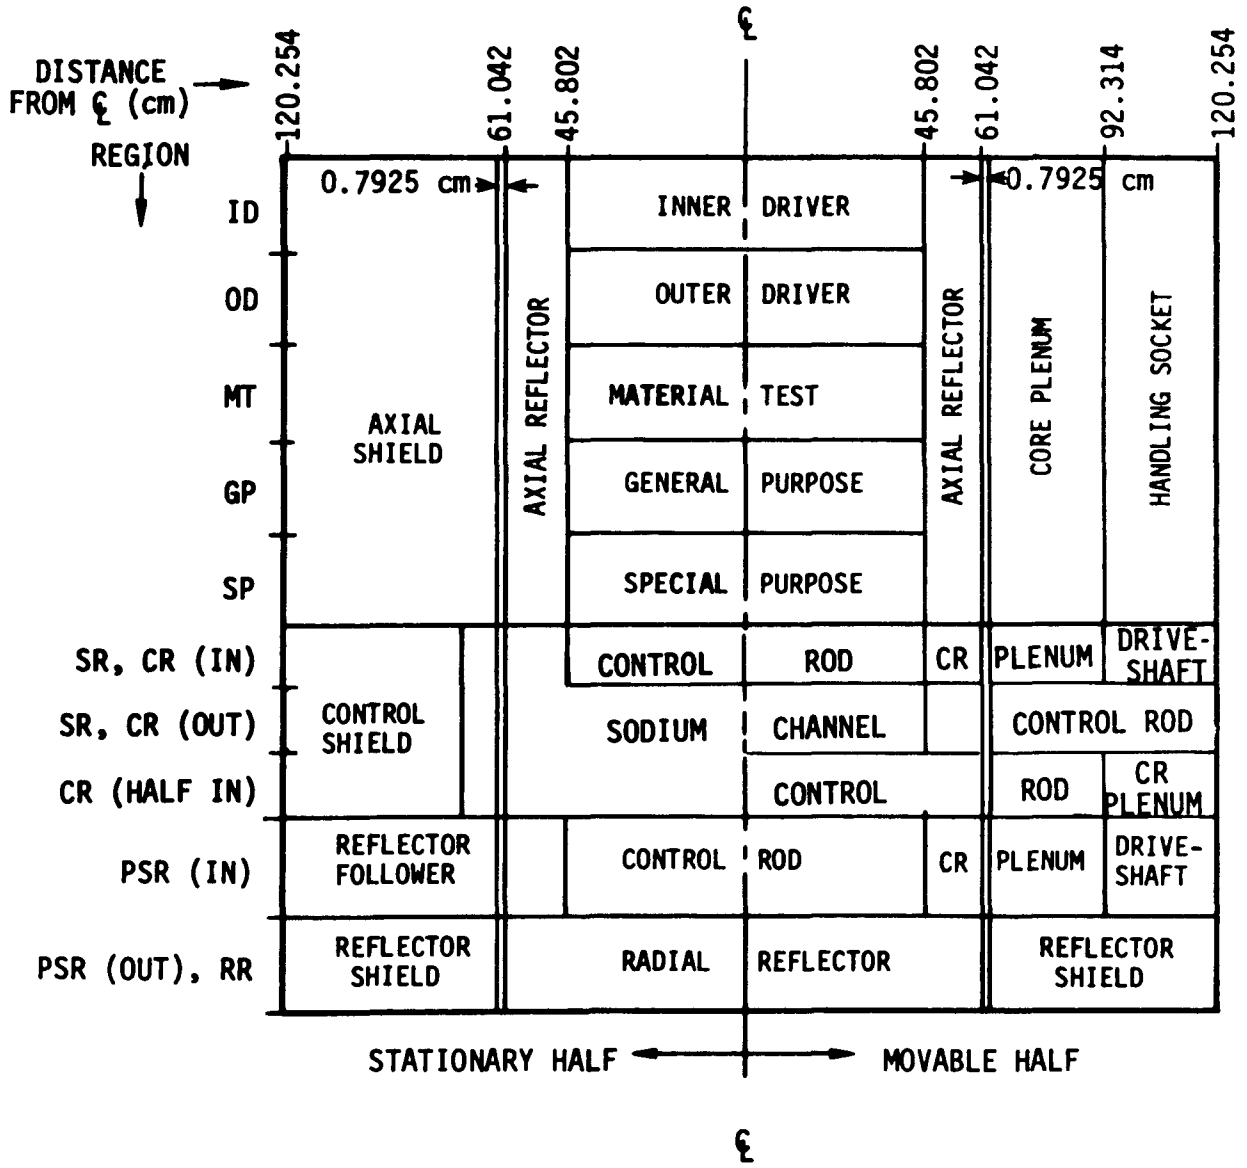 ℄
DISTANCE
FROM ℄ (cm)
120.254
61.042
45.802
45.802
61.042
92.314
120.254
REGION
0.7925 cm
0.7925 cm
ID
INNER DRIVER
OD
OUTER DRIVER
MT
MATERIAL TEST
GP
GENERAL PURPOSE
SP
SPECIAL PURPOSE
AXIAL
SHIELD
AXIAL REFLECTOR
AXIAL REFLECTOR
CORE PLENUM
HANDLING SOCKET
SR, CR (IN)
CONTROL ROD
CR
PLENUM
DRIVE-
SHAFT
SR, CR (OUT)
CONTROL
SHIELD
SODIUM CHANNEL
CONTROL ROD
CR (HALF IN)
CONTROL ROD
CR
PLENUM
PSR (IN)
REFLECTOR
FOLLOWER
CONTROL ROD
CR
PLENUM
DRIVE-
SHAFT
PSR (OUT), RR
REFLECTOR
SHIELD
RADIAL REFLECTOR
REFLECTOR
SHIELD
STATIONARY HALF
MOVABLE HALF
℄